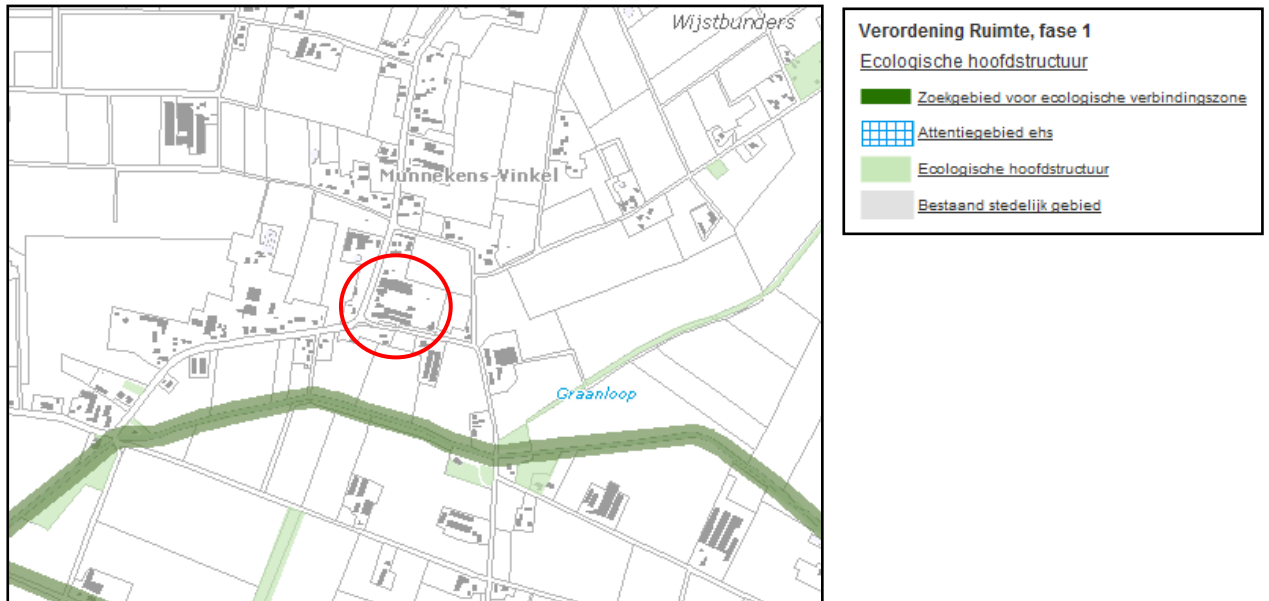 Wijstbunders
Munnekens-Vinkel
Graanloop
Verordening Ruimte, fase 1
Ecologische hoofdstructuur
Zoekgebied voor ecologische verbindingszone
Attentiegebied ehs
Ecologische hoofdstructuur
Bestaand stedelijk gebied